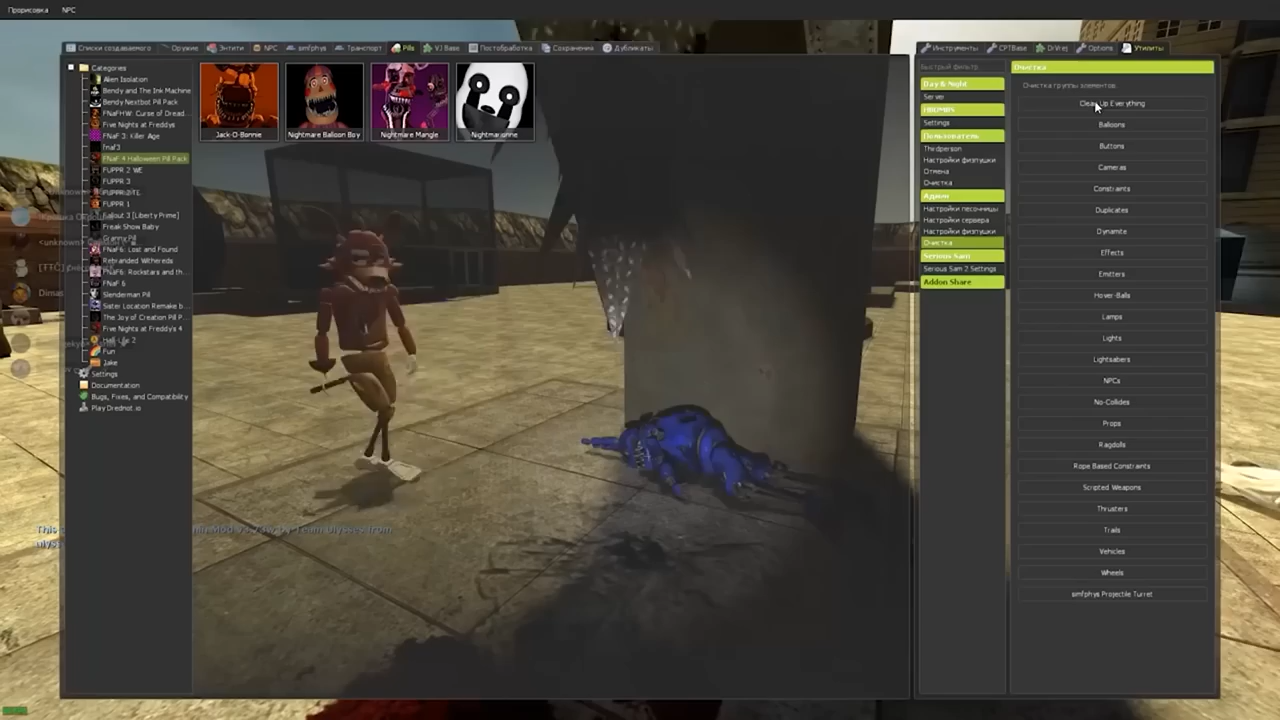 Прорисовка
NPC
Списки создаваемого
Оружие
Энтити
NPC
simfphys
Транспорт
Pills
VJ Base
Постобработка
Сохранения
Дубликаты
Categories
Alien Isolation
Bendy and The Ink Machine
Bendy Nextbot Pill Pack
FNaFHW: Curse of Dread...
Five Nights at Freddys
FNaF 3: Killer Age
fnaf3
FNaF 4 Halloween Pill Pack
FUPPR 2 WE
FUPPR 3
FUPPR 1
Fallout 3 [Liberty Prime]
Freak Show Baby
FNaF6: Lost and Found
Rebranded Withereds
FNaF6: Rockstars and th...
FNAF 6
Slenderman Pill
Sister Location Remake b...
The Joy of Creation Pill P...
Five Nights at Freddy's 4
Fun
Jake
Settings
Documentation
Bugs, Fixes, and Compatibility
Play Drednot.io
Jack-O-Bonnie
Nightmare Balloon Boy
Nightmare Mangle
Nightmarionne
Инструменты
CPTBase
DrVrej
Options
Утилиты
Быстрый фильтр
Day & Night
Server
Settings
Пользователь
Thirdperson
Настройки физпушки
Отмена
Очистка
Админ
Настройки песочницы
Настройки сервера
Настройки физпушки
Очистка
Serious Sam
Serious Sam 2 Settings
Addon Share
Очистка
Очистка группы элементов.
Clean Up Everything
Balloons
Buttons
Cameras
Constraints
Duplicates
Dynamite
Effects
Emitters
Hover-Balls
Lamps
Lights
Lightsabers
NPCs
No-Collides
Props
Ragdolls
Rope Based Constraints
Scripted Weapons
Thrusters
Trails
Vehicles
Wheels
simfphys Projectile Turret